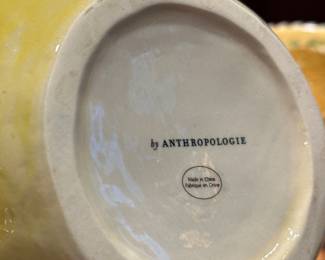 by ANTHROPOLOGIE
Made in China
Fabriqué en Chine